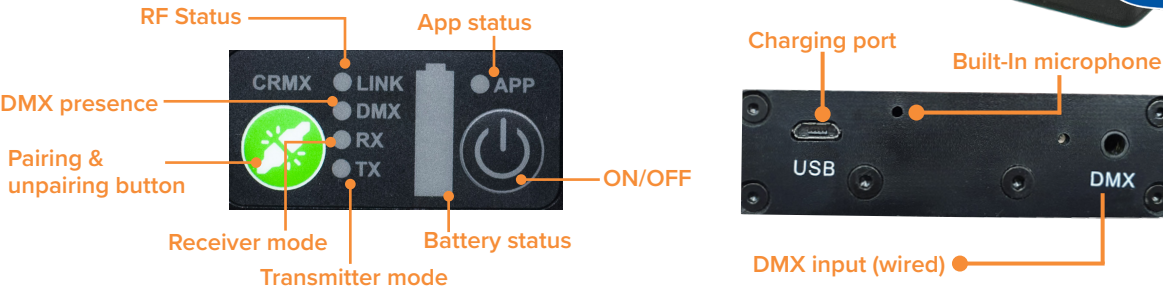 RF Status
App status
CRMX
LINK
APP
DMX presence
DMX
RX
Pairing &
unpairing button
TX
ON/OFF
Receiver mode
Battery status
Transmitter mode
Charging port
Built-In microphone
USB
DMX
DMX input (wired)